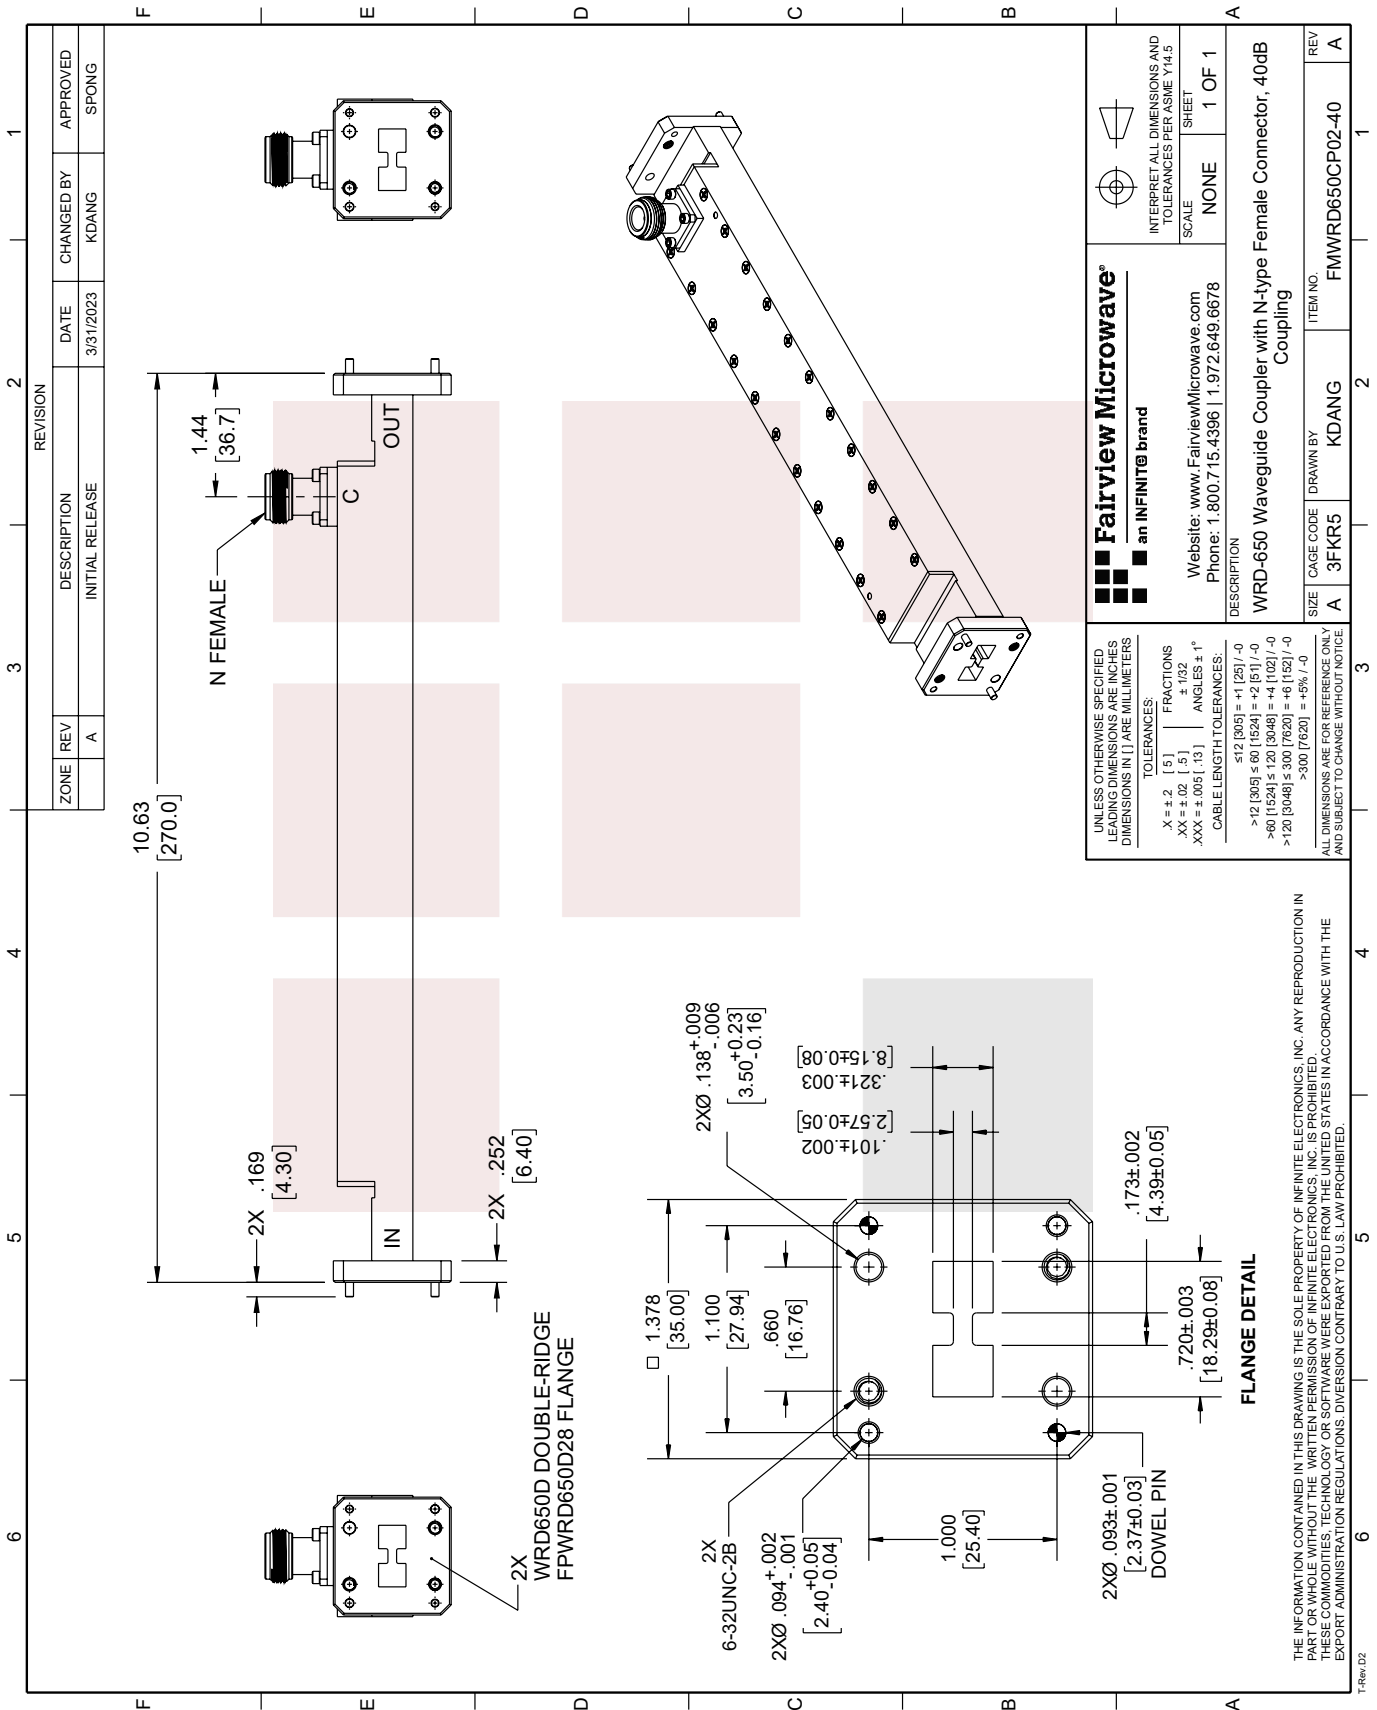 6
5
4
3
2
1
F
E
D
C
B
A
REVISION
ZONE REV DESCRIPTION DATE CHANGED BY APPROVED
A INITIAL RELEASE 3/31/2023 KDANG SPONG
10.63
[270.0]
1.44
[36.7]
N FEMALE
2X .169
[4.30]
C
IN
OUT
2X .252
[6.40]
2X
WRD650D DOUBLE-RIDGE
FPWRD650D28 FLANGE
□ 1.378
[35.00]
1.100
[27.94]
.660
[16.76]
2X
6-32UNC-2B
2XØ .094 +.002 -.001
[2.40 +0.05 -0.04]
2XØ .138 +.009 -.006
[3.50 +0.23 -0.16]
.101±.002
[2.57±0.05]
.321±.003
[8.15±0.08]
1.000
[25.40]
2XØ .093±.001
[2.37±0.03]
DOWEL PIN
.173±.002
[4.39±0.05]
.720±.003
[18.29±0.08]
FLANGE DETAIL
THE INFORMATION CONTAINED IN THIS DRAWING IS THE SOLE PROPERTY OF INFINITE ELECTRONICS, INC. ANY REPRODUCTION IN
PART OR WHOLE WITHOUT THE WRITTEN PERMISSION OF INFINITE ELECTRONICS, INC. IS PROHIBITED.
THESE COMMODITIES, TECHNOLOGY OR SOFTWARE WERE EXPORTED FROM THE UNITED STATES IN ACCORDANCE WITH THE
EXPORT ADMINISTRATION REGULATIONS. DIVERSION CONTRARY TO U.S. LAW PROHIBITED.
UNLESS OTHERWISE SPECIFIED
LEADING DIMENSIONS ARE INCHES
DIMENSIONS IN [ ] ARE MILLIMETERS
TOLERANCES:
.X = ± .2 [ 5 ] FRACTIONS
.XX = ± .02 [ .5 ] ± 1/32
.XXX = ± .005 [ .13 ] ANGLES ± 1°
CABLE LENGTH TOLERANCES:
≤12 [305] = +1 [25] / -0
>12 [305] ≤ 60 [1524] = +2 [51] / -0
>60 [1524] ≤ 120 [3048] = +4 [102] / -0
>120 [3048] ≤ 300 [7620] = +6 [152] / -0
>300 [7620] = +5% / -0
ALL DIMENSIONS ARE FOR REFERENCE ONLY
AND SUBJECT TO CHANGE WITHOUT NOTICE.
Fairview Microwave®
an INFINIT℮ brand
Website: www.FairviewMicrowave.com
Phone: 1.800.715.4396 | 1.972.649.6678
INTERPRET ALL DIMENSIONS AND
TOLERANCES PER ASME Y14.5
SCALE NONE
SHEET 1 OF 1
DESCRIPTION
WRD-650 Waveguide Coupler with N-type Female Connector, 40dB
Coupling
SIZE A
CAGE CODE 3FKR5
DRAWN BY KDANG
ITEM NO. FMWRD650CP02-40
REV A
F
E
D
C
B
A
6
5
4
3
2
1
T-Rev.D2